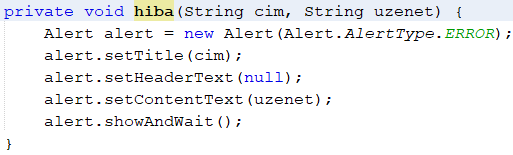 private void hiba(String cim, String uzenet) {
    Alert alert = new Alert(Alert.AlertType.ERROR);
    alert.setTitle(cim);
    alert.setHeaderText(null);
    alert.setContentText(uzenet);
    alert.showAndWait();
}